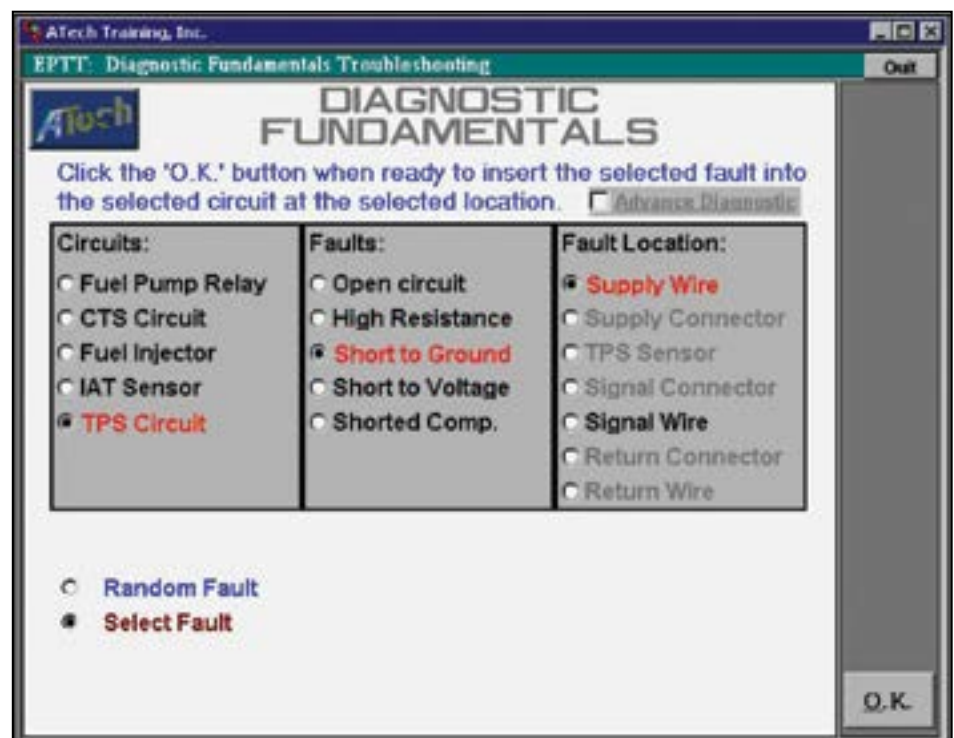 ATech Training, Inc.
EPTT: Diagnostic Fundamentals Troubleshooting
Quit
ATech
DIAGNOSTIC
FUNDAMENTALS
Click the 'O.K.' button when ready to insert the selected fault into
the selected circuit at the selected location.
Advance Diagnostic
Circuits:
Fuel Pump Relay
CTS Circuit
Fuel Injector
IAT Sensor
TPS Circuit
Faults:
Open circuit
High Resistance
Short to Ground
Short to Voltage
Shorted Comp.
Fault Location:
Supply Wire
Supply Connector
TPS Sensor
Signal Connector
Signal Wire
Return Connector
Return Wire
Random Fault
Select Fault
O.K.